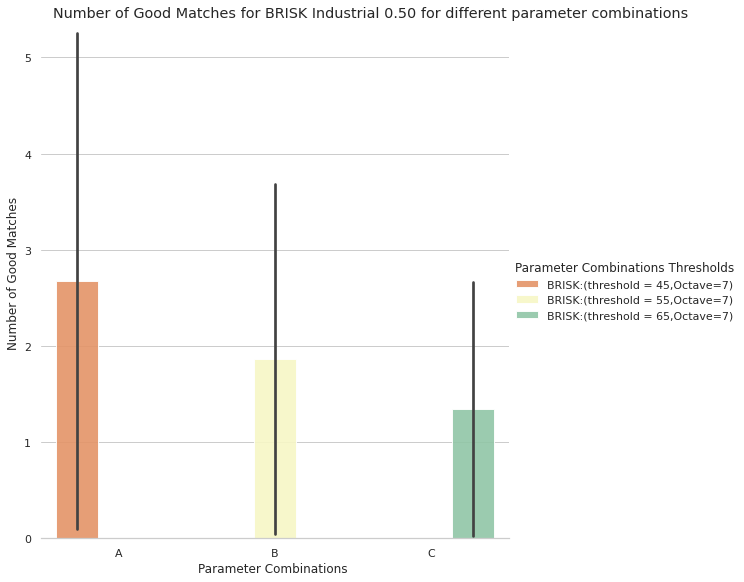 Number of Good Matches for BRISK Industrial 0.50 for different parameter combinations
5
4
3
2
1
0
Number of Good Matches
A
B
C
Parameter Combinations
Parameter Combinations Thresholds
BRISK:(threshold = 45,Octave=7)
BRISK:(threshold = 55,Octave=7)
BRISK:(threshold = 65,Octave=7)